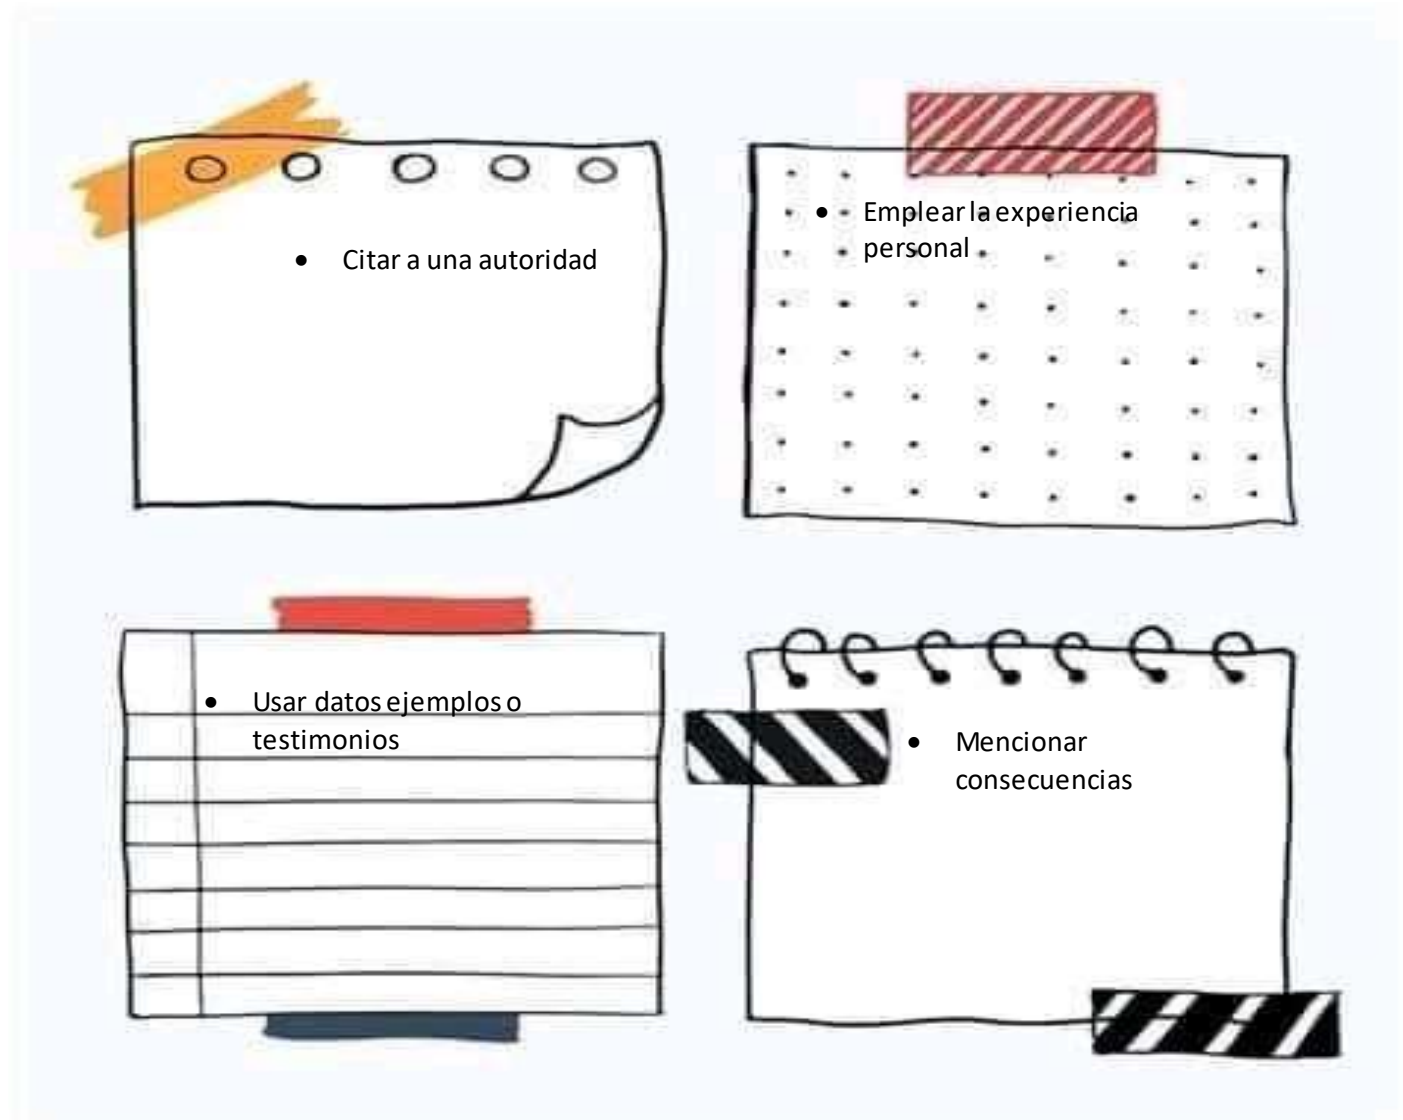 • Citar a una autoridad
• Emplear la experiencia
personal
• Usar datos ejemplos o
testimonios
• Mencionar
consecuencias